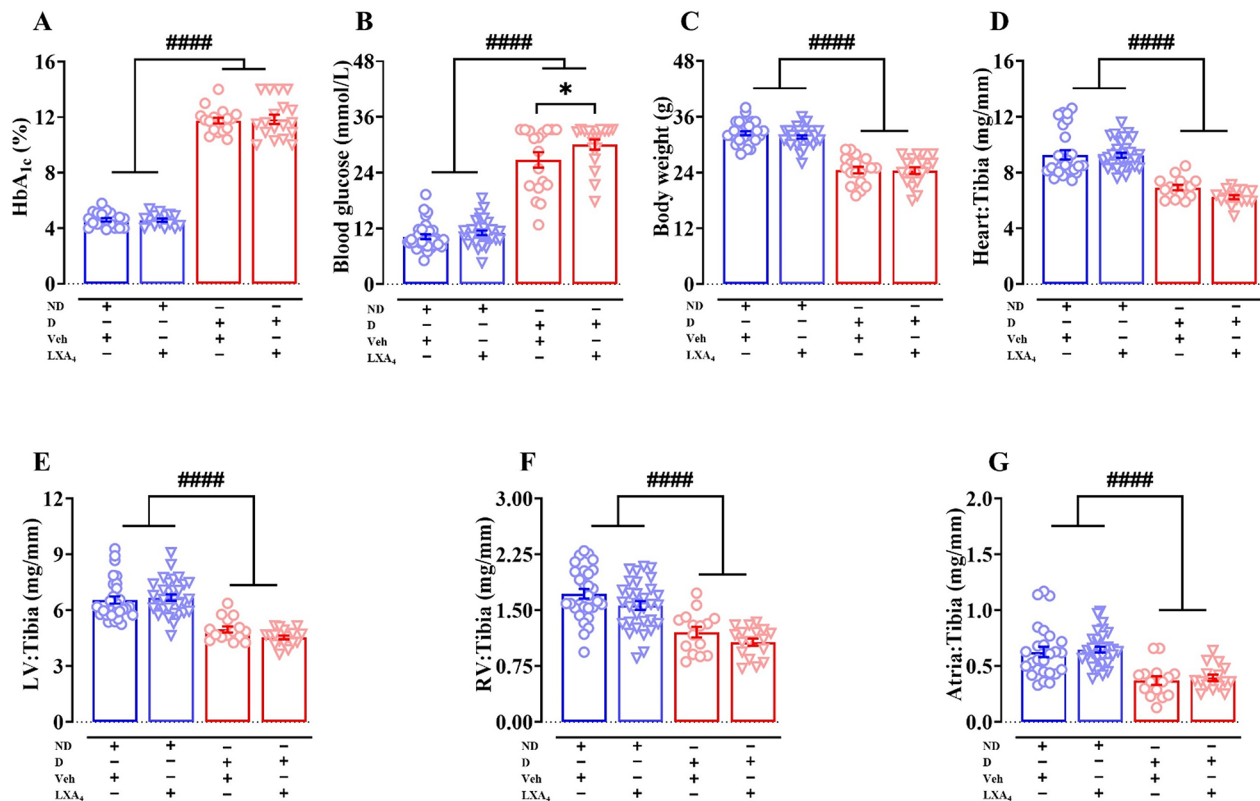 A
B
C
D
####
####
####
####
*
HbA1c (%)
16
12
8
4
0
Blood glucose (mmol/L)
48
36
24
12
0
Body weight (g)
48
36
24
12
0
Heart:Tibia (mg/mm)
16
12
8
4
0
ND + + – –
D – – + +
Veh + – + –
LXA4 – + – +
ND + + – –
D – – + +
Veh + – + –
LXA4 – + – +
ND + + – –
D – – + +
Veh + – + –
LXA4 – + – +
ND + + – –
D – – + +
Veh + – + –
LXA4 – + – +
E
F
G
####
####
####
LV:Tibia (mg/mm)
12
9
6
3
0
RV:Tibia (mg/mm)
3.00
2.25
1.50
0.75
0.00
Atria:Tibia (mg/mm)
2.0
1.5
1.0
0.5
0.0
ND + + – –
D – – + +
Veh + – + –
LXA4 – + – +
ND + + – –
D – – + +
Veh + – + –
LXA4 – + – +
ND + + – –
D – – + +
Veh + – + –
LXA4 – + – +